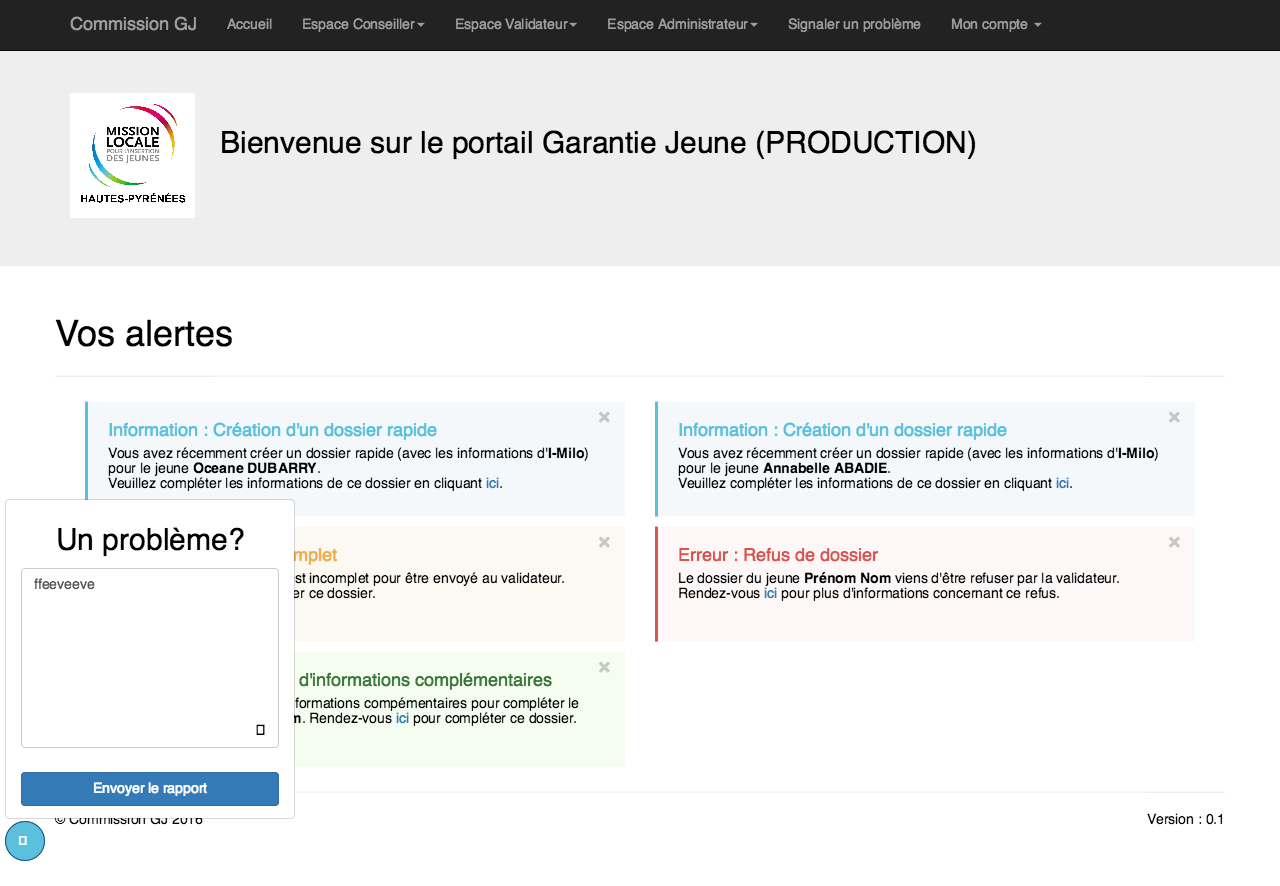 Commission GJ Accueil Espace Conseiller Espace Validateur Espace Administrateur Signaler un problème Mon compte
MISSION
LOCALE
POUR L'INSERTION
DES JEUNES
HAUTES-PYRÉNÉES
Bienvenue sur le portail Garantie Jeune (PRODUCTION)
Vos alertes
Information : Création d'un dossier rapide
Vous avez récemment créer un dossier rapide (avec les informations d'I-Milo)
pour le jeune Oceane DUBARRY.
Veuillez compléter les informations de ce dossier en cliquant ici.
Information : Création d'un dossier rapide
Vous avez récemment créer un dossier rapide (avec les informations d'I-Milo)
pour le jeune Annabelle ABADIE.
Veuillez compléter les informations de ce dossier en cliquant ici.
mplet
st incomplet pour être envoyé au validateur.
er ce dossier.
Erreur : Refus de dossier
Le dossier du jeune Prénom Nom viens d'être refuser par la validateur.
Rendez-vous ici pour plus d'informations concernant ce refus.
d'informations complémentaires
formations compémentaires pour compléter le
m. Rendez-vous ici pour compléter ce dossier.
Un problème?
ffeeveeve
Envoyer le rapport
© Commission GJ 2016
Version : 0.1